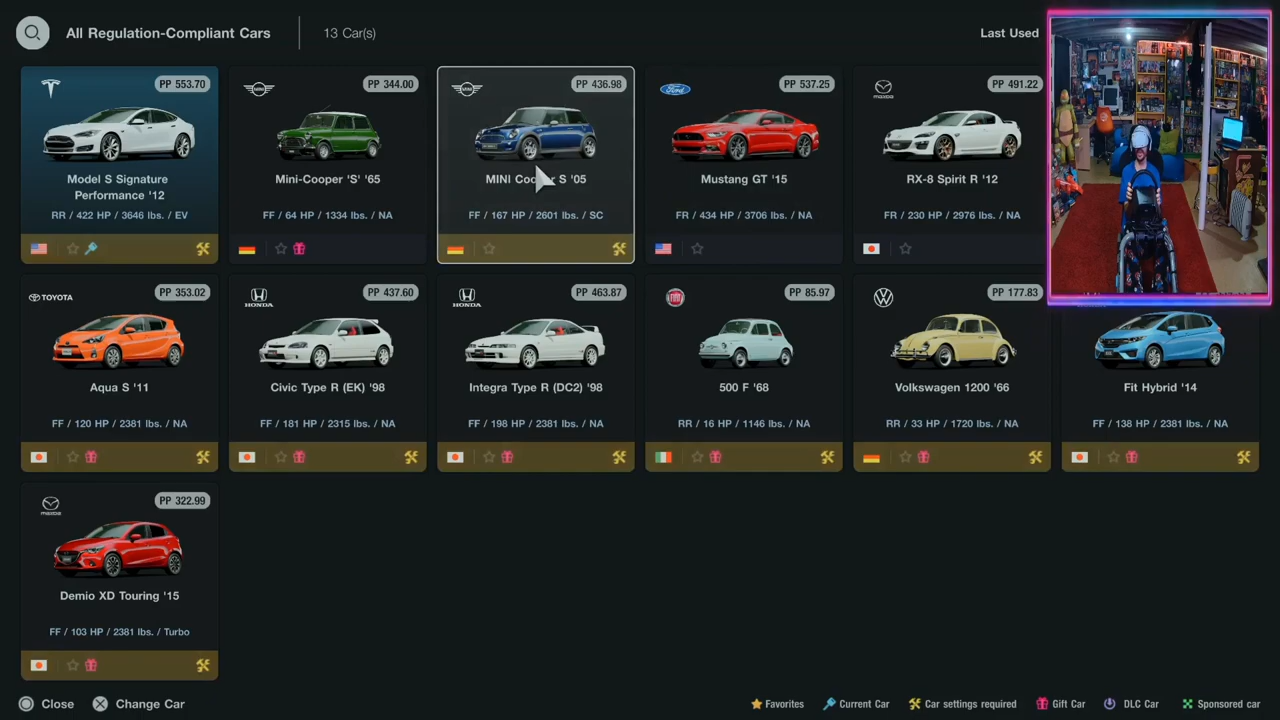 All Regulation-Compliant Cars
13 Car(s)
Last Used
PP 553.70
Model S Signature
Performance '12
RR / 422 HP / 3646 lbs. / EV
PP 344.00
Mini-Cooper 'S' '65
FF / 64 HP / 1334 lbs. / NA
PP 436.98
MINI Cooper S '05
FF / 167 HP / 2601 lbs. / SC
Ford
PP 537.25
Mustang GT '15
FR / 434 HP / 3706 lbs. / NA
mazda
PP 491.22
RX-8 Spirit R '12
FR / 230 HP / 2976 lbs. / NA
TOYOTA
PP 353.02
Aqua S '11
FF / 120 HP / 2381 lbs. / NA
HONDA
PP 437.60
Civic Type R (EK) '98
FF / 181 HP / 2315 lbs. / NA
HONDA
PP 463.87
Integra Type R (DC2) '98
FF / 198 HP / 2381 lbs. / NA
FIAT
PP 85.97
500 F '68
RR / 16 HP / 1146 lbs. / NA
PP 177.83
Volkswagen 1200 '66
RR / 33 HP / 1720 lbs. / NA
Fit Hybrid '14
FF / 138 HP / 2381 lbs. / NA
mazda
PP 322.99
Demio XD Touring '15
FF / 103 HP / 2381 lbs. / Turbo
Close
Change Car
Favorites
Current Car
Car settings required
Gift Car
DLC Car
Sponsored car